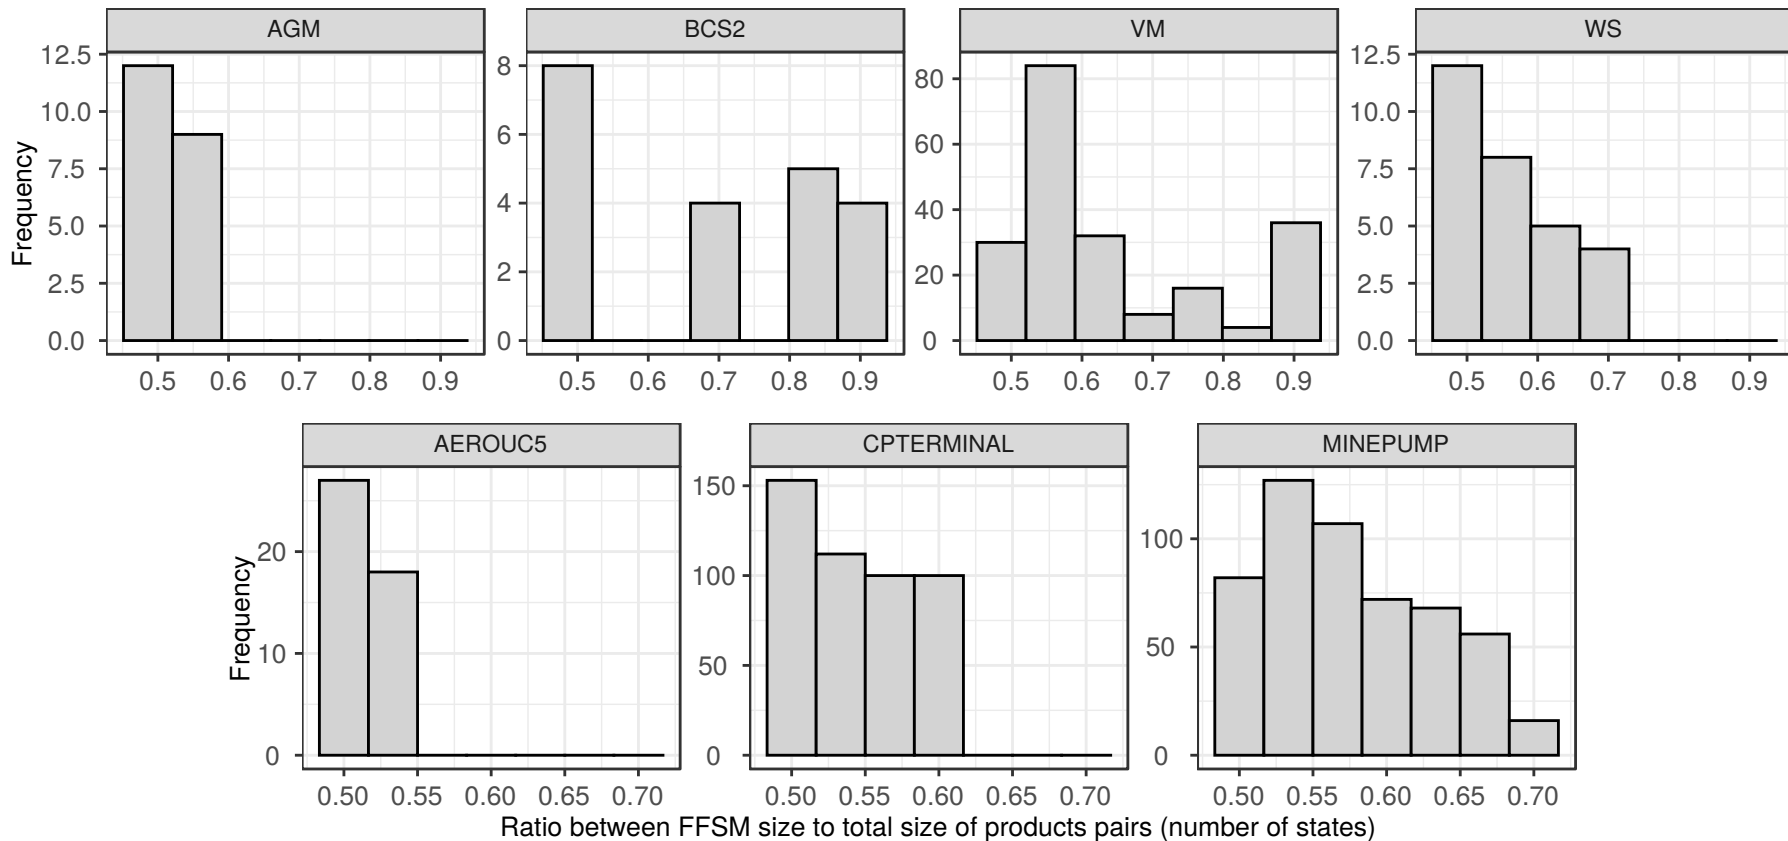 AGM BCS2 VM WS
Frequency
12.5
10.0
7.5
5.0
2.5
0.0
8
6
4
2
0
80
60
40
20
0
12.5
10.0
7.5
5.0
2.5
0.0
0.5 0.6 0.7 0.8 0.9
0.5 0.6 0.7 0.8 0.9
0.5 0.6 0.7 0.8 0.9
0.5 0.6 0.7 0.8 0.9
AEROUC5 CPTERMINAL MINEPUMP
Frequency
20
10
0
150
100
50
0
100
50
0
0.50 0.55 0.60 0.65 0.70
0.50 0.55 0.60 0.65 0.70
0.50 0.55 0.60 0.65 0.70
Ratio between FFSM size to total size of products pairs (number of states)